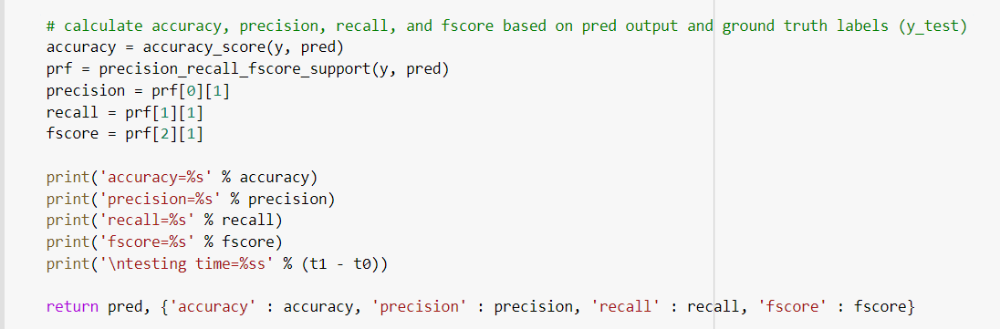 # calculate accuracy, precision, recall, and fscore based on pred output and ground truth labels (y_test)
accuracy = accuracy_score(y, pred)
prf = precision_recall_fscore_support(y, pred)
precision = prf[0][1]
recall = prf[1][1]
fscore = prf[2][1]
print('accuracy=%s' % accuracy)
print('precision=%s' % precision)
print('recall=%s' % recall)
print('fscore=%s' % fscore)
print('\ntesting time=%ss' % (t1 - t0))
return pred, {'accuracy' : accuracy, 'precision' : precision, 'recall' : recall, 'fscore' : fscore}